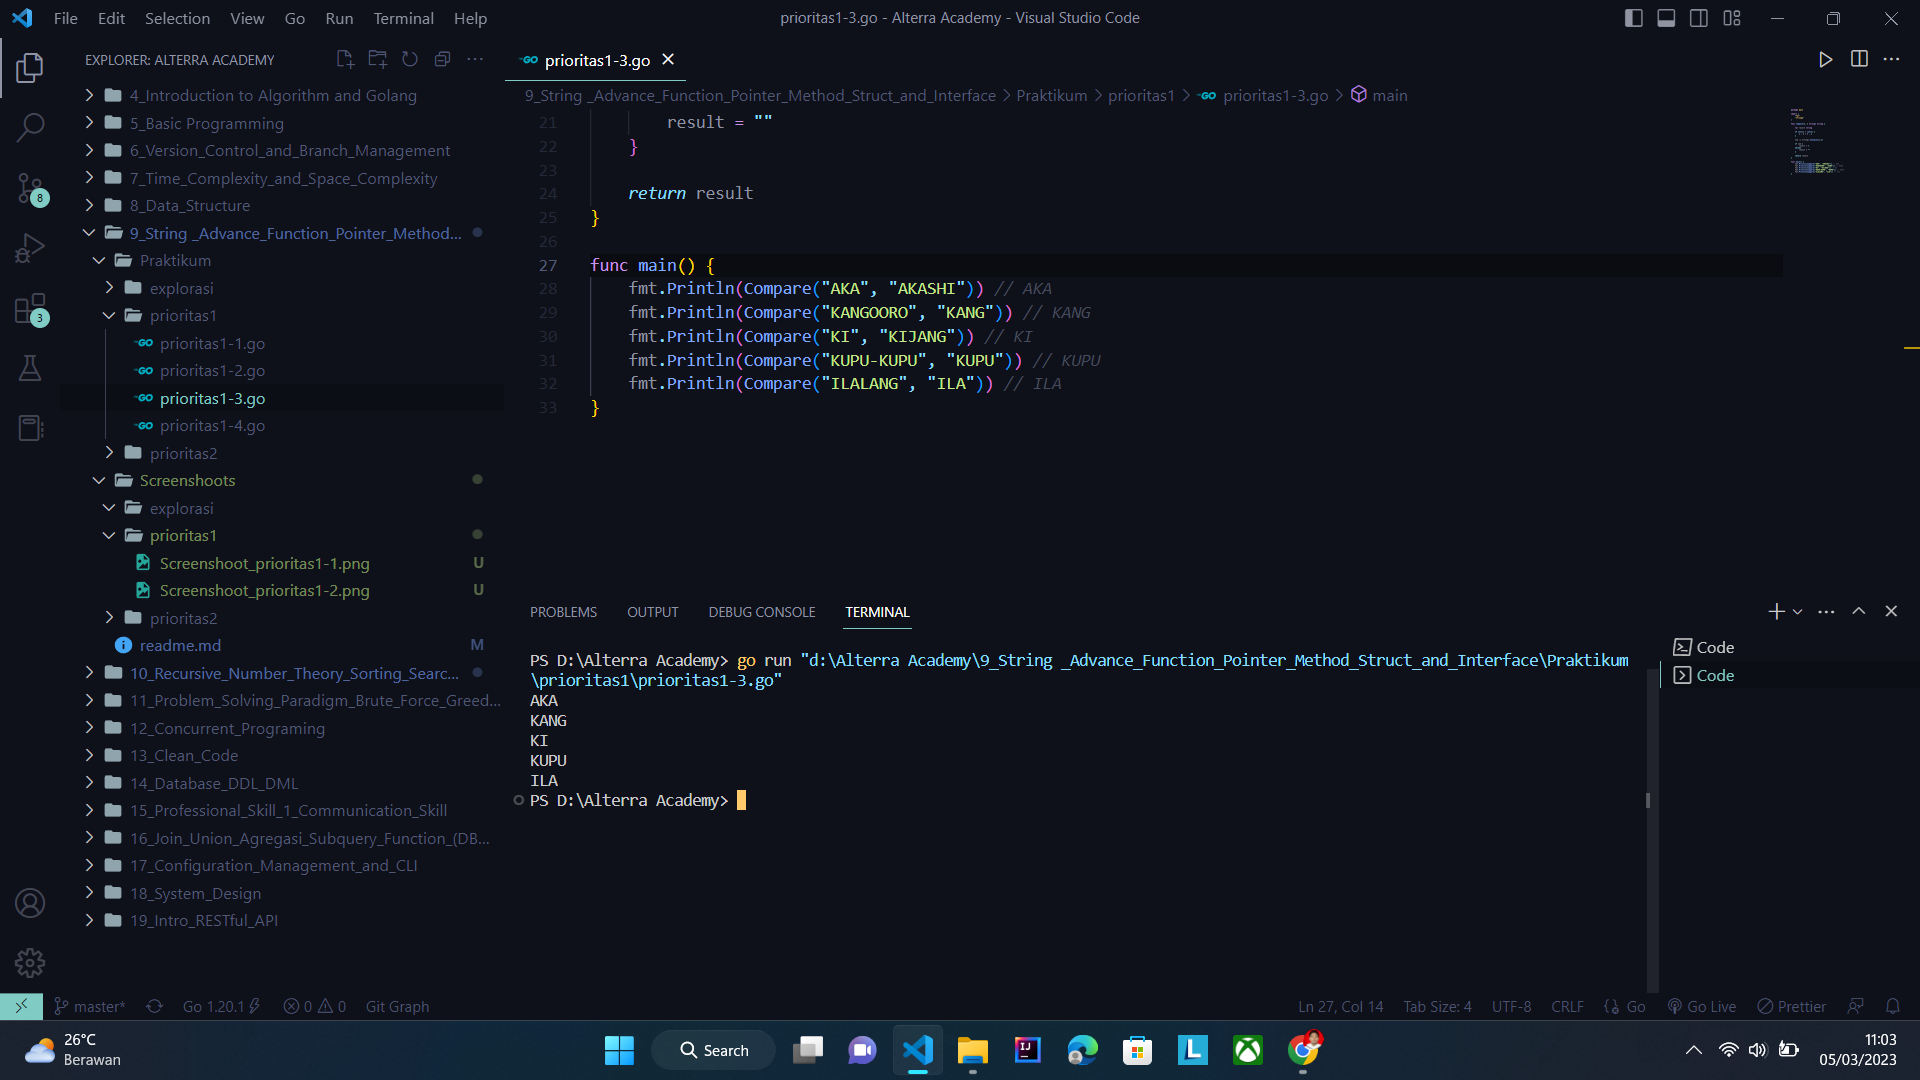 File Edit Selection View Go Run Terminal Help
prioritas1-3.go - Alterra Academy - Visual Studio Code
EXPLORER: ALTERRA ACADEMY
4_Introduction to Algorithm and Golang
5_Basic Programming
6_Version_Control_and_Branch_Management
7_Time_Complexity_and_Space_Complexity
8_Data_Structure
9_String _Advance_Function_Pointer_Method...
Praktikum
explorasi
prioritas1
GO prioritas1-1.go
GO prioritas1-2.go
GO prioritas1-3.go
GO prioritas1-4.go
prioritas2
Screenshoots
explorasi
prioritas1
Screenshoot_prioritas1-1.png U
Screenshoot_prioritas1-2.png U
prioritas2
readme.md M
10_Recursive_Number_Theory_Sorting_Searc...
11_Problem_Solving_Paradigm_Brute_Force_Greed...
12_Concurrent_Programing
13_Clean_Code
14_Database_DDL_DML
15_Professional_Skill_1_Communication_Skill
16_Join_Union_Agregasi_Subquery_Function_(DB...
17_Configuration_Management_and_CLI
18_System_Design
19_Intro_RESTful_API
8
3
GO prioritas1-3.go
9_String _Advance_Function_Pointer_Method_Struct_and_Interface > Praktikum > prioritas1 > GO prioritas1-3.go > main
21 result = ""
22 }
23
24 return result
25 }
26
27 func main() {
28 fmt.Println(Compare("AKA", "AKASHI")) // AKA
29 fmt.Println(Compare("KANGOORO", "KANG")) // KANG
30 fmt.Println(Compare("KI", "KIJANG")) // KI
31 fmt.Println(Compare("KUPU-KUPU", "KUPU")) // KUPU
32 fmt.Println(Compare("ILALANG", "ILA")) // ILA
33 }
PROBLEMS OUTPUT DEBUG CONSOLE TERMINAL
PS D:\Alterra Academy> go run "d:\Alterra Academy\9_String _Advance_Function_Pointer_Method_Struct_and_Interface\Praktikum
\prioritas1\prioritas1-3.go"
AKA
KANG
KI
KUPU
ILA
PS D:\Alterra Academy>
Code
Code
master* Go 1.20.1 0 0 Git Graph
Ln 27, Col 14 Tab Size: 4 UTF-8 CRLF {} Go Go Live Prettier
26°C
Berawan
Search
11:03
05/03/2023